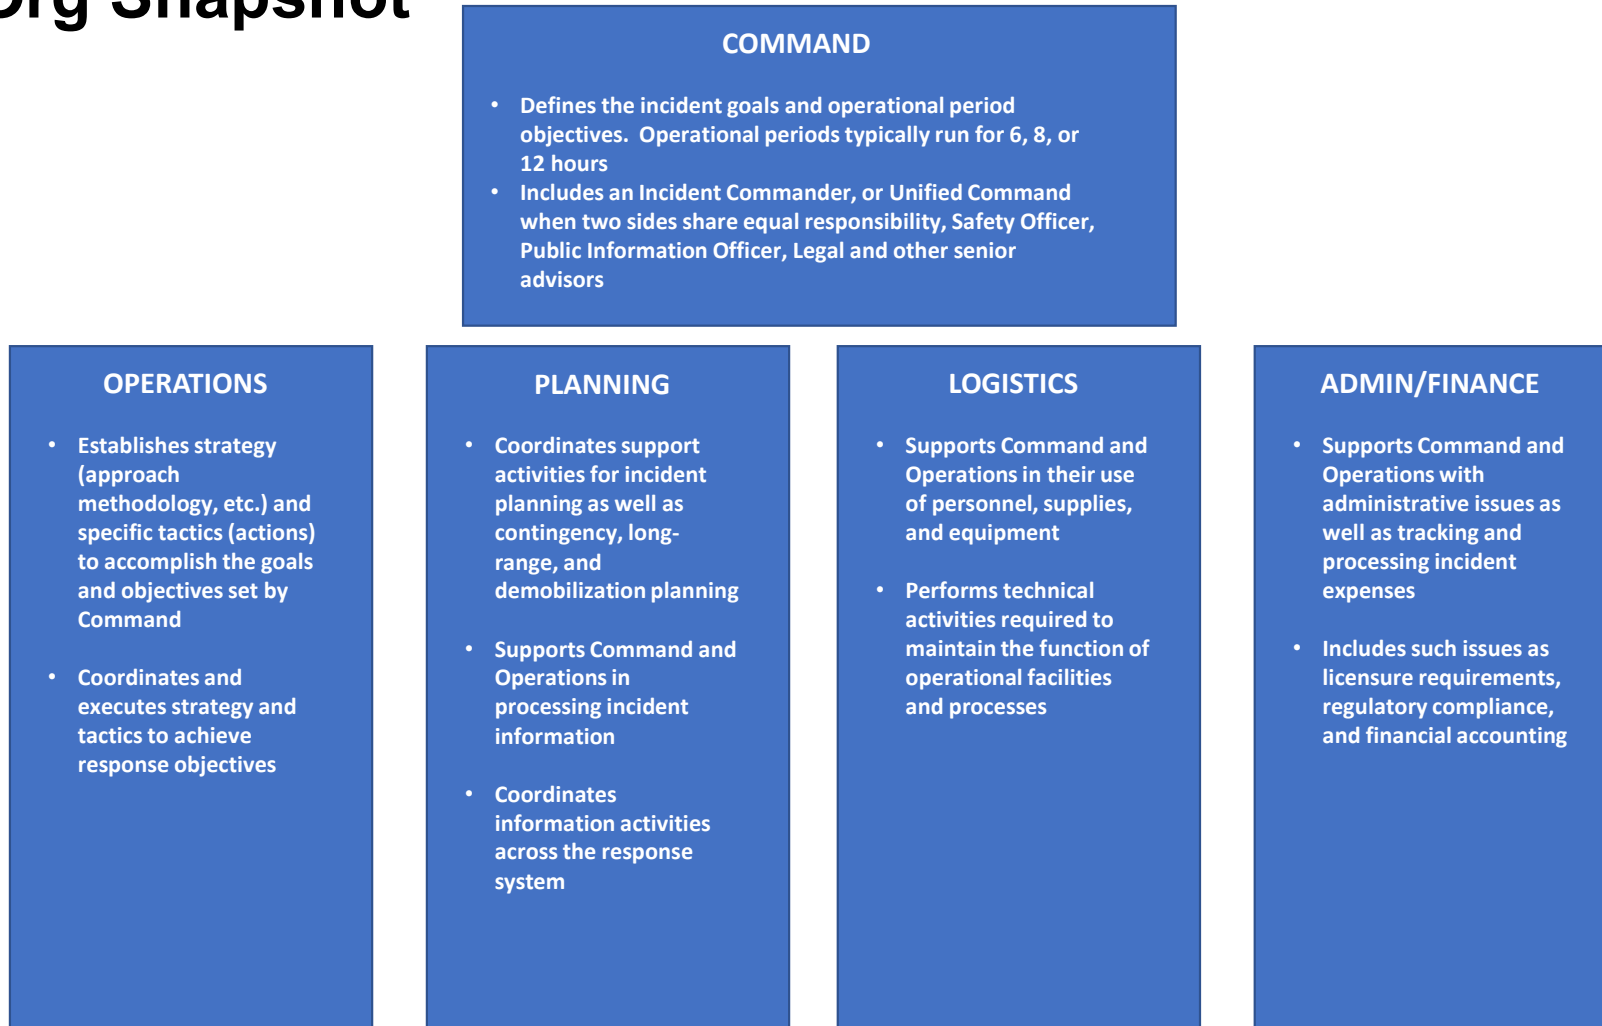 Org Snapshot
COMMAND
• Defines the incident goals and operational period
objectives.  Operational periods typically run for 6, 8, or
12 hours
• Includes an Incident Commander, or Unified Command
when two sides share equal responsibility, Safety Officer,
Public Information Officer, Legal and other senior
advisors
OPERATIONS
• Establishes strategy
(approach
methodology, etc.) and
specific tactics (actions)
to accomplish the goals
and objectives set by
Command
• Coordinates and
executes strategy and
tactics to achieve
response objectives
PLANNING
• Coordinates support
activities for incident
planning as well as
contingency, long-
range, and
demobilization planning
• Supports Command and
Operations in
processing incident
information
• Coordinates
information activities
across the response
system
LOGISTICS
• Supports Command and
Operations in their use
of personnel, supplies,
and equipment
• Performs technical
activities required to
maintain the function of
operational facilities
and processes
ADMIN/FINANCE
• Supports Command and
Operations with
administrative issues as
well as tracking and
processing incident
expenses
• Includes such issues as
licensure requirements,
regulatory compliance,
and financial accounting